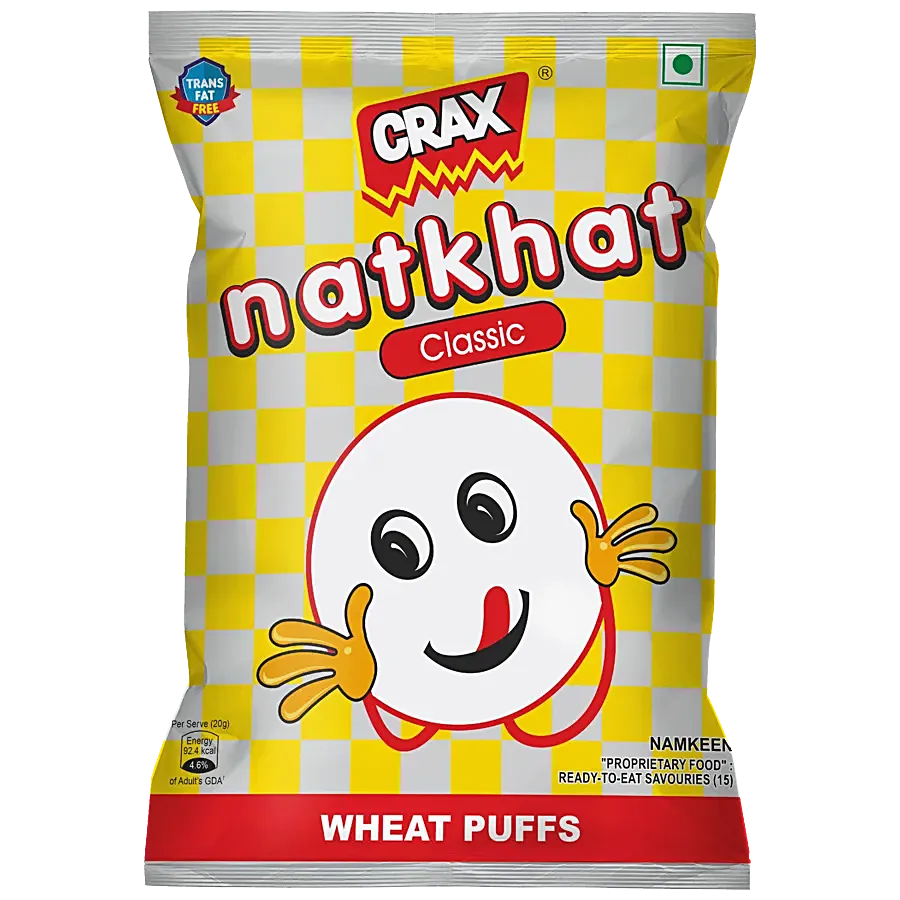 TRANS
FAT
FREE
CRAX ®
natkhat
Classic
Per Serve (20g)
Energy
92.4 kcal
4.6%
of Adult's GDA†
NAMKEEN
"PROPRIETARY FOOD" :
READY-TO-EAT SAVOURIES (15)
WHEAT PUFFS